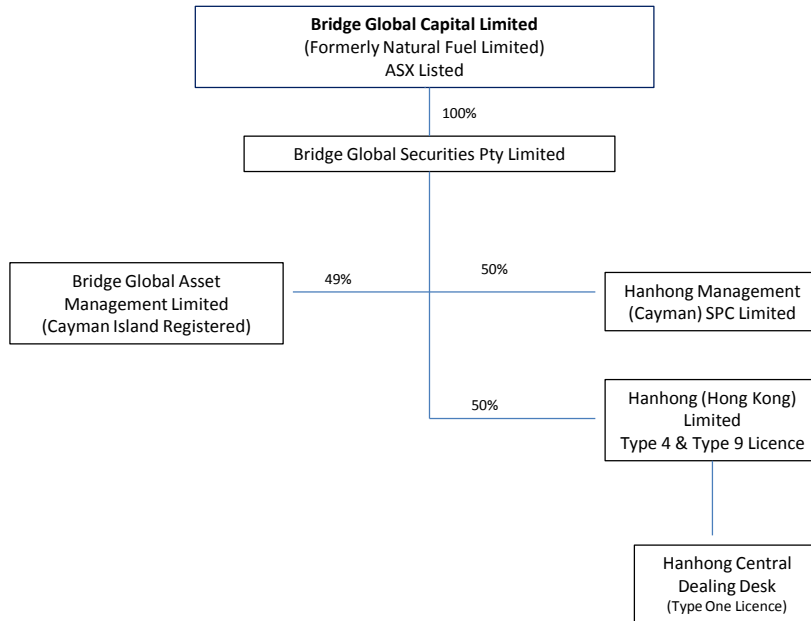 Bridge Global Capital Limited
(Formerly Natural Fuel Limited)
ASX Listed
100%
Bridge Global Securities Pty Limited
Bridge Global Asset
Management Limited
(Cayman Island Registered)
49%
50%
Hanhong Management
(Cayman) SPC Limited
50%
Hanhong (Hong Kong)
Limited
Type 4 & Type 9 Licence
Hanhong Central
Dealing Desk
(Type One Licence)